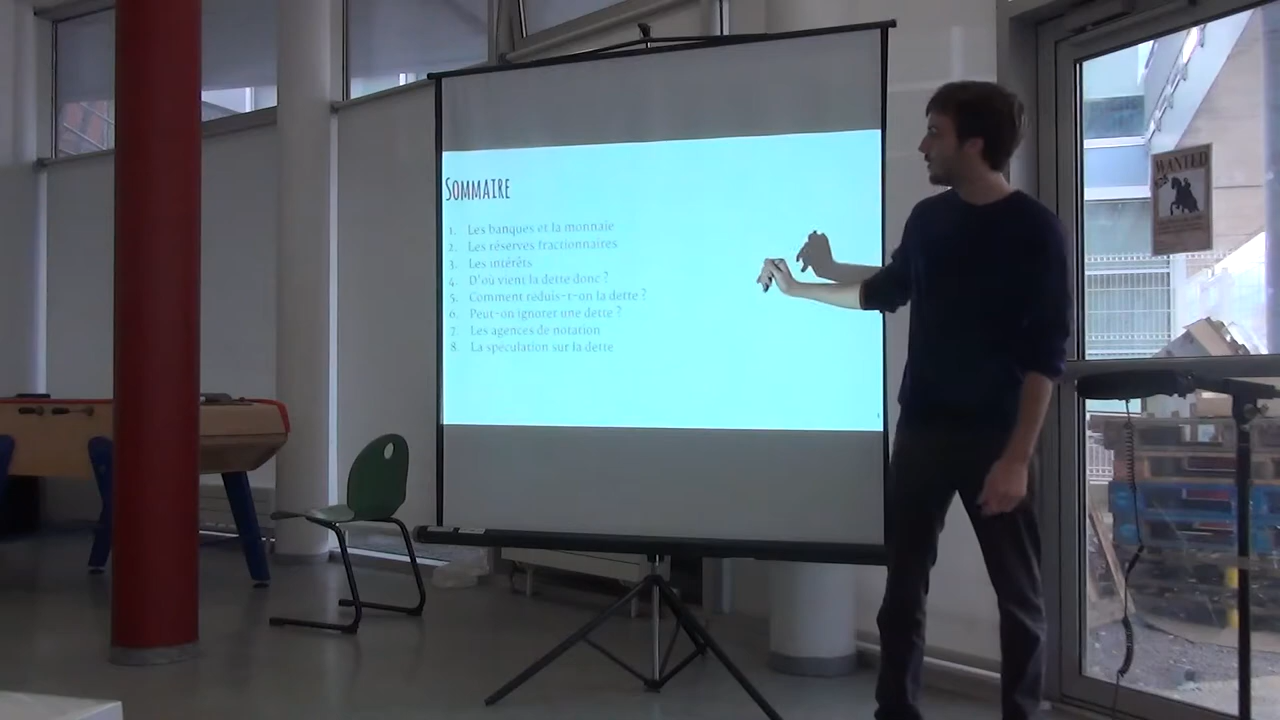 SOMMAIRE
1. Les banques et la monnaie
2. Les réserves fractionnaires
3. Les intérêts
4. D'où vient la dette donc ?
5. Comment réduis-t-on la dette ?
6. Peut-on ignorer une dette ?
7. Les agences de notation
8. La spéculation sur la dette
WANTED